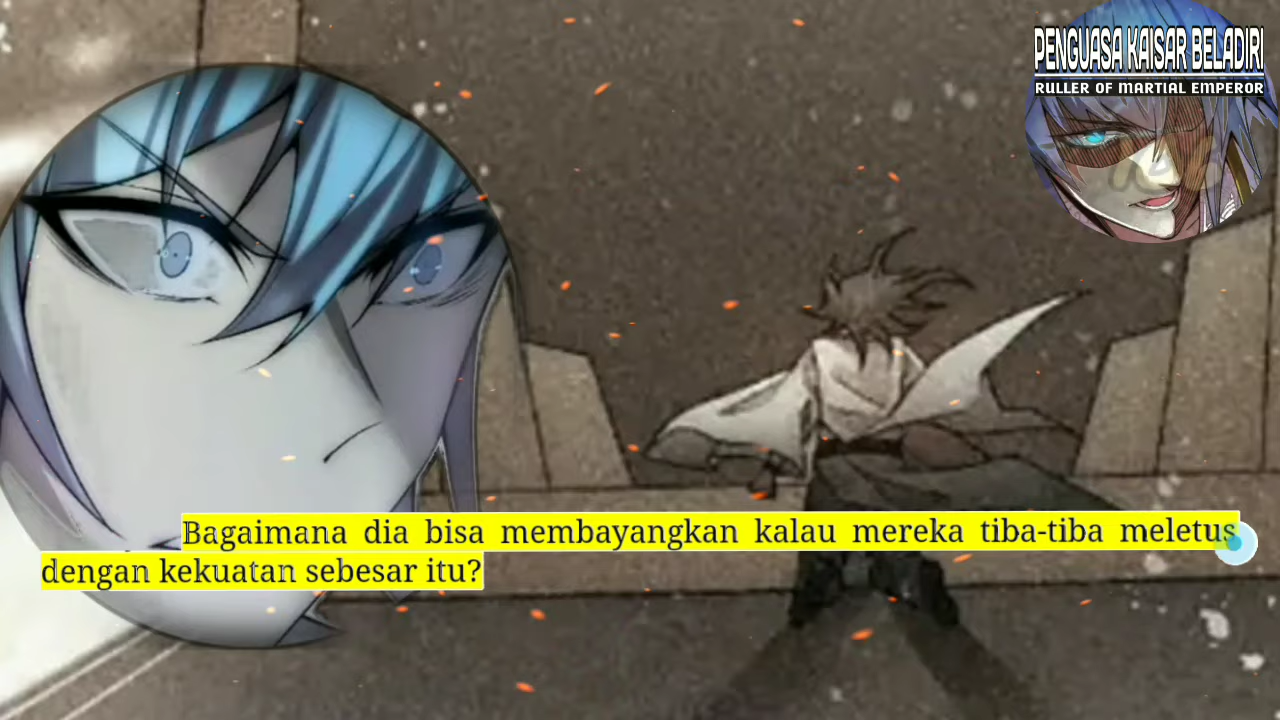 PENGUASA KAISAR BELADIRI
RULLER OF MARTIAL EMPEROR
Bagaimana dia bisa membayangkan kalau mereka tiba-tiba meletus
dengan kekuatan sebesar itu?